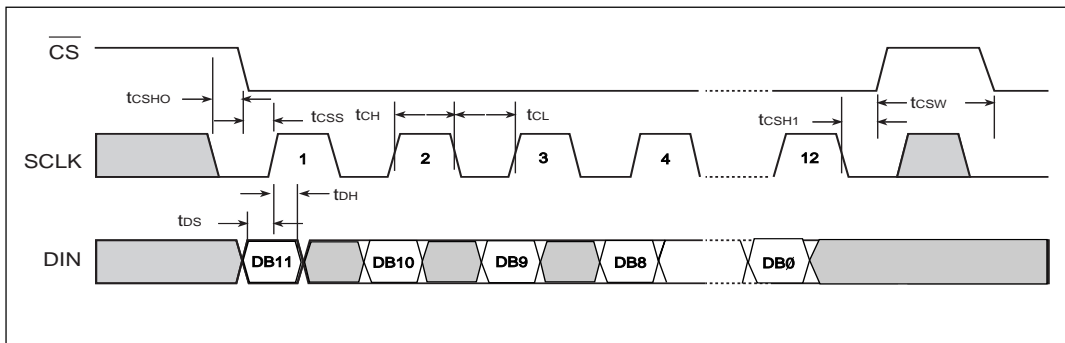 CS
tCSHO
tCSS
tCH
tCL
tCSH1
tCSW
SCLK
1
2
3
4
12
tDH
tDS
DIN
DB11
DB10
DB9
DB8
DBØ